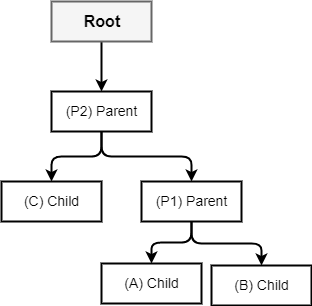 Root
(P2) Parent
(C) Child
(P1) Parent
(A) Child
(B) Child